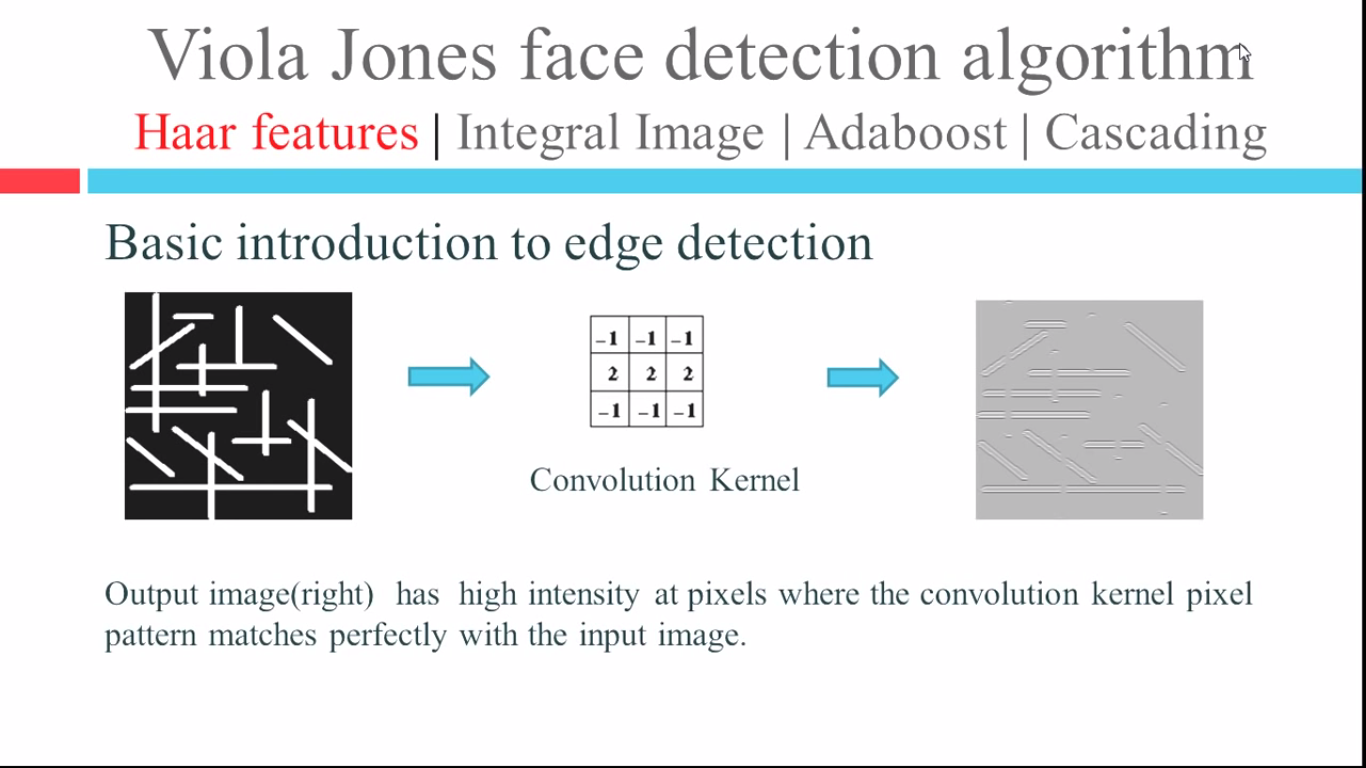 Viola Jones face detection algorithm
Haar features | Integral Image | Adaboost | Cascading
Basic introduction to edge detection
-1 -1 -1
2 2 2
-1 -1 -1
Convolution Kernel
Output image(right) has high intensity at pixels where the convolution kernel pixel
pattern matches perfectly with the input image.